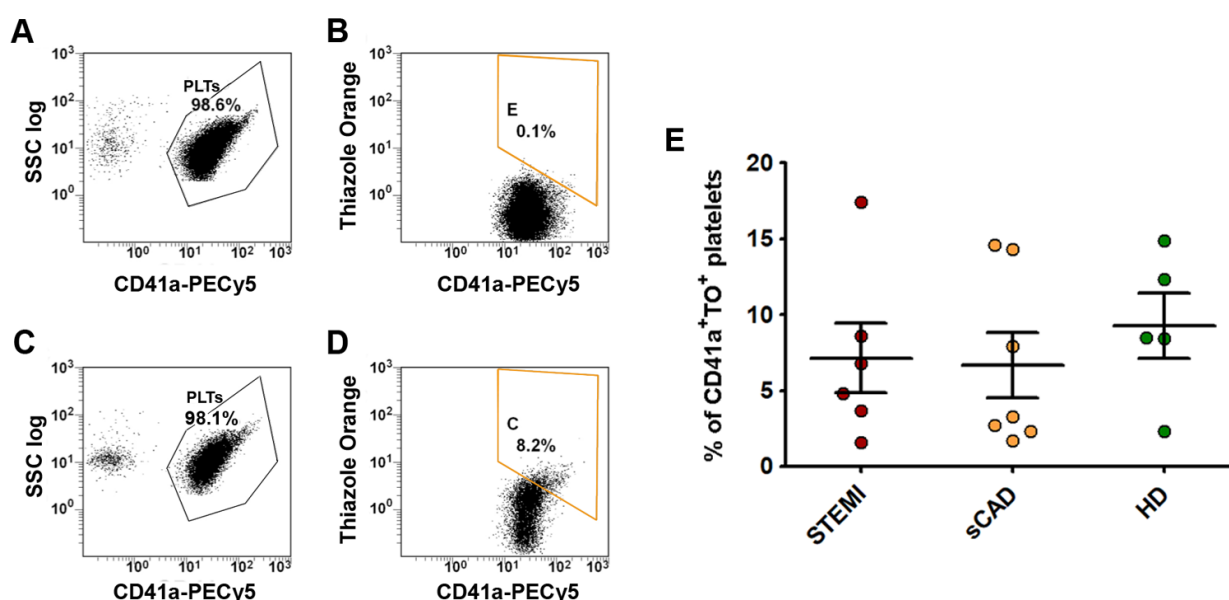 A
10³
10²
10¹
10⁰
SSC log
PLTs
98.6%
10⁰ 10¹ 10² 10³
CD41a-PECy5
B
10³
10²
10¹
10⁰
Thiazole Orange
E
0.1%
10⁰ 10¹ 10² 10³
CD41a-PECy5
C
10³
10²
10¹
10⁰
SSC log
PLTs
98.1%
10⁰ 10¹ 10² 10³
CD41a-PECy5
D
10³
10²
10¹
10⁰
Thiazole Orange
C
8.2%
10⁰ 10¹ 10² 10³
CD41a-PECy5
E
% of CD41a⁺TO⁺ platelets
20
15
10
5
0
STEMI
sCAD
HD